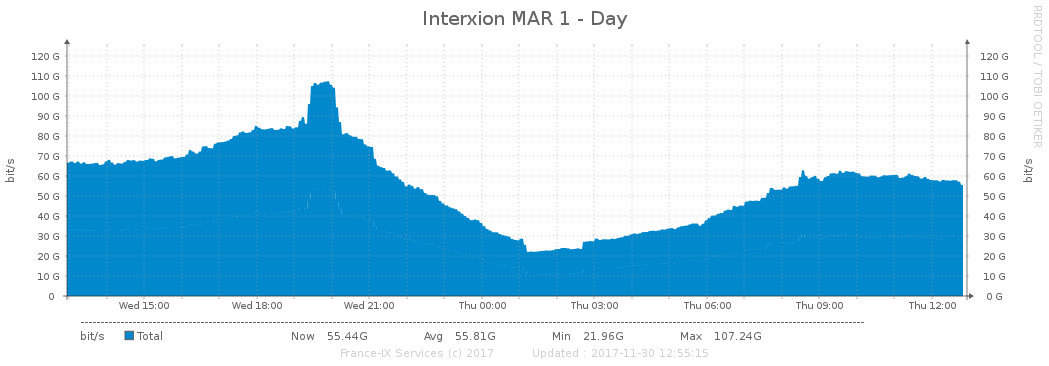 Interxion MAR 1 - Day
RRDTOOL / TOBI OETIKER
bit/s
120 G 120 G
110 G 110 G
100 G 100 G
90 G 90 G
80 G 80 G
70 G 70 G
60 G 60 G
50 G 50 G
40 G 40 G
30 G 30 G
20 G 20 G
10 G 10 G
0 0 G
bit/s
Wed 15:00 Wed 18:00 Wed 21:00 Thu 00:00 Thu 03:00 Thu 06:00 Thu 09:00 Thu 12:00
bit/s Total Now 55.44G Avg 55.81G Min 21.96G Max 107.24G
France-IX Services (c) 2017 Updated : 2017-11-30 12:55:15